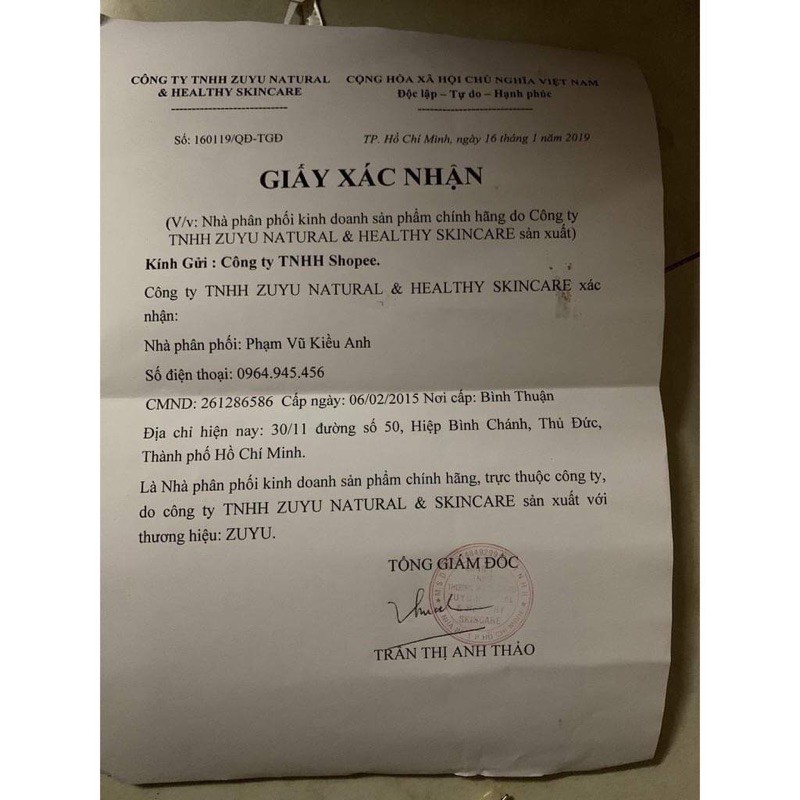 CÔNG TY TNHH ZUYU NATURAL & HEALTHY SKINCARE
CỘNG HÒA XÃ HỘI CHỦ NGHĨA VIỆT NAM
Độc lập – Tự do – Hạnh phúc
Số: 160119/QĐ-TGĐ
TP. Hồ Chí Minh, ngày 16 tháng 1 năm 2019
GIẤY XÁC NHẬN
(V/v: Nhà phân phối kinh doanh sản phẩm chính hãng do Công ty
TNHH ZUYU NATURAL & HEALTHY SKINCARE sản xuất)
Kính Gửi : Công ty TNHH Shopee.
Công ty TNHH ZUYU NATURAL & HEALTHY SKINCARE xác
nhận:
Nhà phân phối: Phạm Vũ Kiều Anh
Số điện thoại: 0964.945.456
CMND: 261286586 Cấp ngày: 06/02/2015 Nơi cấp: Bình Thuận
Địa chỉ hiện nay: 30/11 đường số 50, Hiệp Bình Chánh, Thủ Đức,
Thành phố Hồ Chí Minh.
Là Nhà phân phối kinh doanh sản phẩm chính hãng, trực thuộc công ty,
do công ty TNHH ZUYU NATURAL & SKINCARE sản xuất với
thương hiệu: ZUYU.
TỔNG GIÁM ĐỐC
SKINCARE
T.P. HỒ CHÍ MINH
TRẦN THỊ ANH THẢO